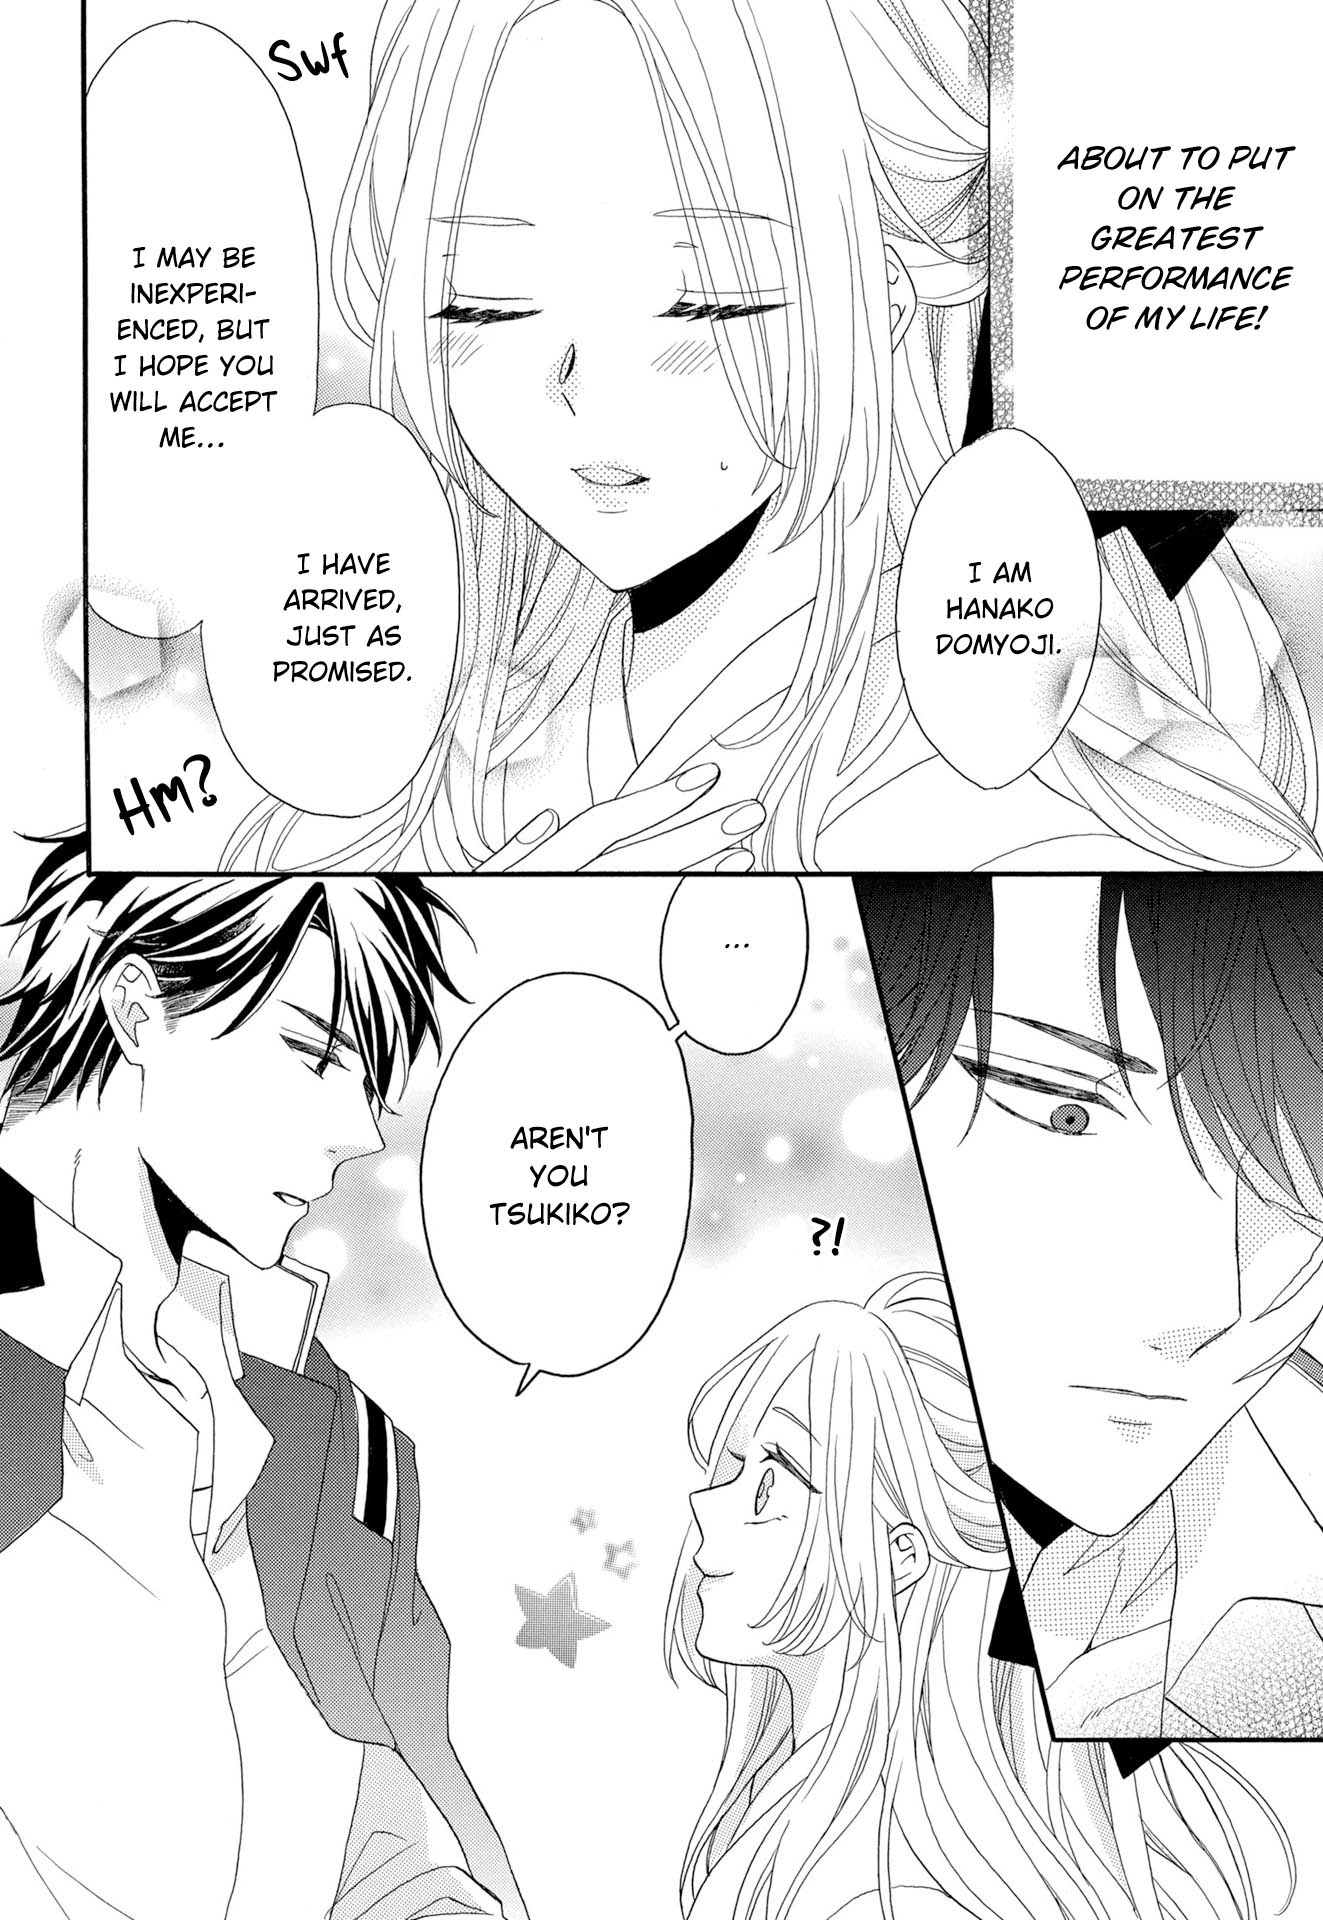 ABOUT TO PUT
ON THE
GREATEST
PERFORMANCE
OF MY LIFE!
I AM
HANAKO
DOMYOJI.
Swf
I HAVE
ARRIVED,
JUST AS
PROMISED.
I MAY BE
INEXPERI-
ENCED, BUT
I HOPE YOU
WILL ACCEPT
ME...
Hm?
...
AREN'T
YOU
TSUKIKO?
?!